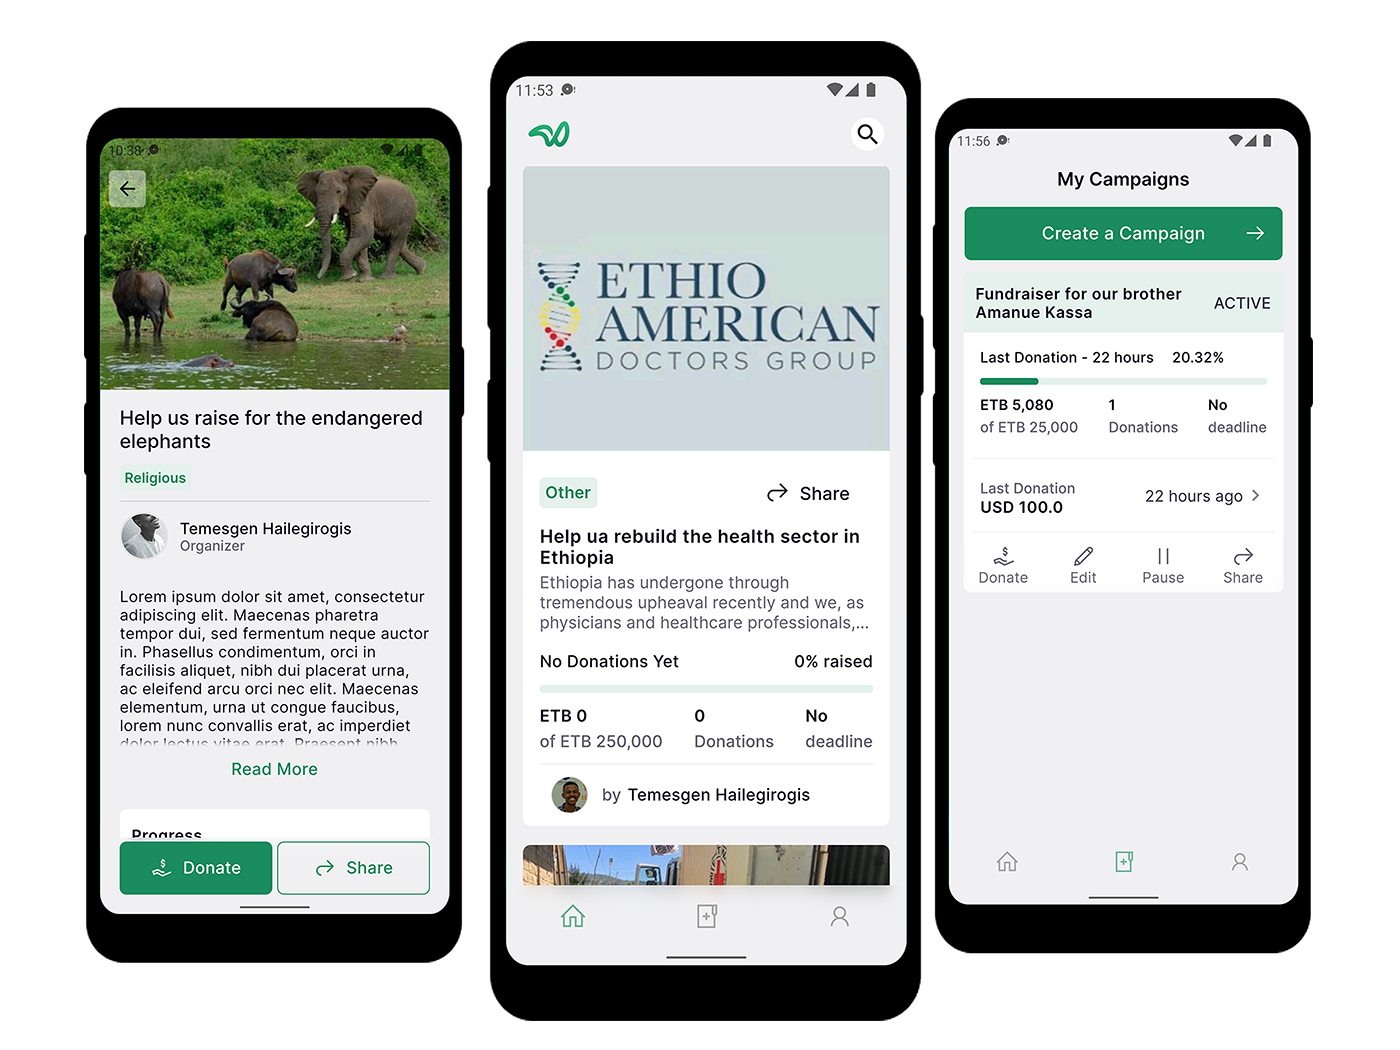 10:38
Help us raise for the endangered
elephants
Religious
Temesgen Hailegirogis
Organizer
Lorem ipsum dolor sit amet, consectetur
adipiscing elit. Maecenas pharetra
tempor dui, sed fermentum neque auctor
in. Phasellus condimentum, orci in
facilisis aliquet, nibh dui placerat urna,
ac eleifend arcu orci nec elit. Maecenas
elementum, urna ut congue faucibus,
lorem nunc convallis erat, ac imperdiet
dolor lectus vitae erat. Praesent nibh
Read More
Progress
Donate
Share
11:53
ETHIO
AMERICAN
DOCTORS GROUP
Other
Share
Help ua rebuild the health sector in
Ethiopia
Ethiopia has undergone through
tremendous upheaval recently and we, as
physicians and healthcare professionals,...
No Donations Yet 0% raised
ETB 0 0 No
of ETB 250,000 Donations deadline
by Temesgen Hailegirogis
11:56
My Campaigns
Create a Campaign
Fundraiser for our brother
Amanue Kassa
ACTIVE
Last Donation - 22 hours 20.32%
ETB 5,080 1 No
of ETB 25,000 Donations deadline
Last Donation
USD 100.0
22 hours ago
Donate Edit Pause Share